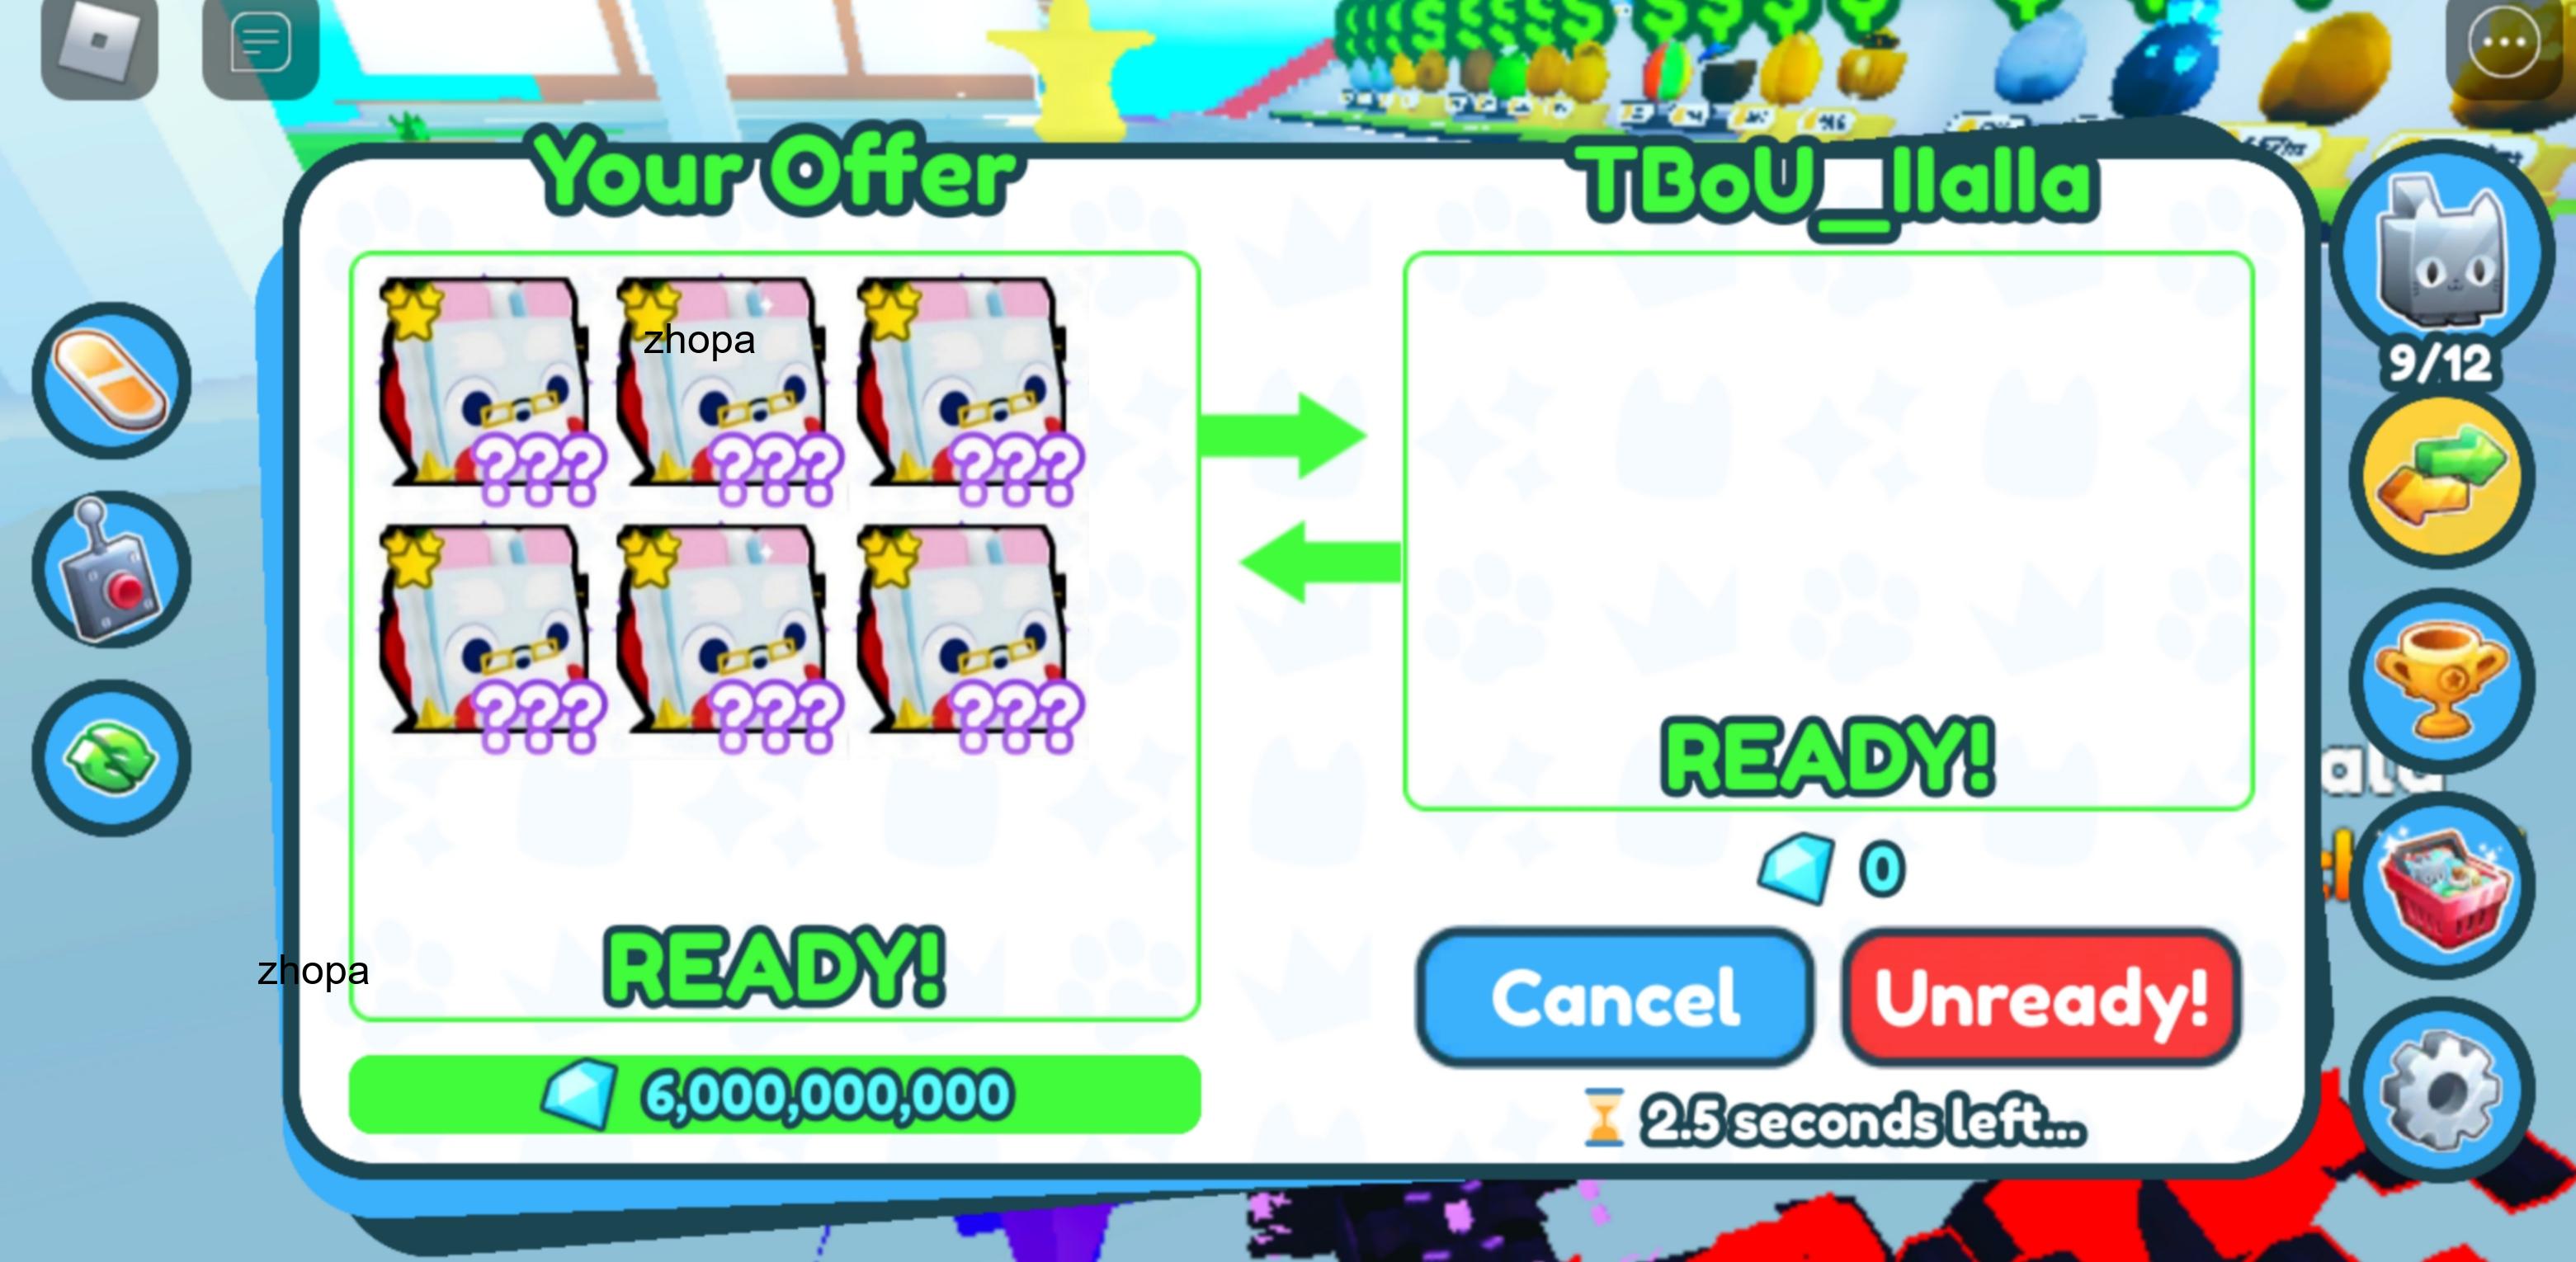 Your Offer
TBoU_llalla
zhopa
???
???
???
9/12
???
???
???
READY!
0
READY!
zhopa
Cancel
Unready!
6,000,000,000
2.5 seconds left...